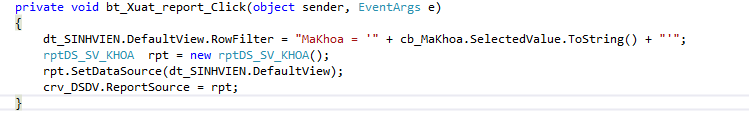 private void bt_Xuat_report_Click(object sender, EventArgs e)
{
dt_SINHVIEN.DefaultView.RowFilter = "MaKhoa = '" + cb_MaKhoa.SelectedValue.ToString() + "'";
rptDS_SV_KHOA  rpt = new rptDS_SV_KHOA();
rpt.SetDataSource(dt_SINHVIEN.DefaultView);
crv_DSDV.ReportSource = rpt;
}